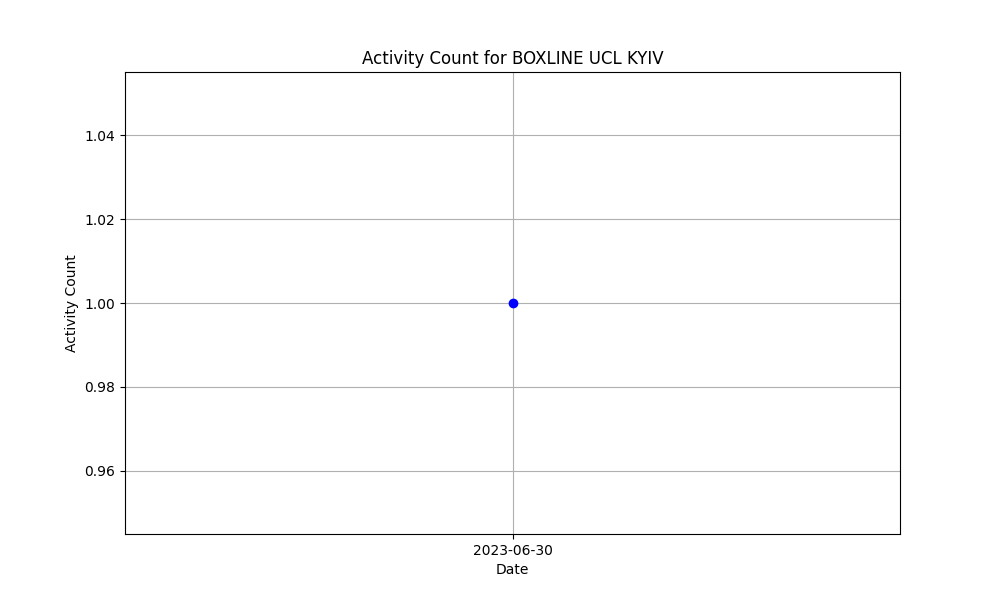 Activity Count for BOXLINE UCL KYIV
1.04
1.02
1.00
0.98
0.96
Activity Count
2023-06-30
Date